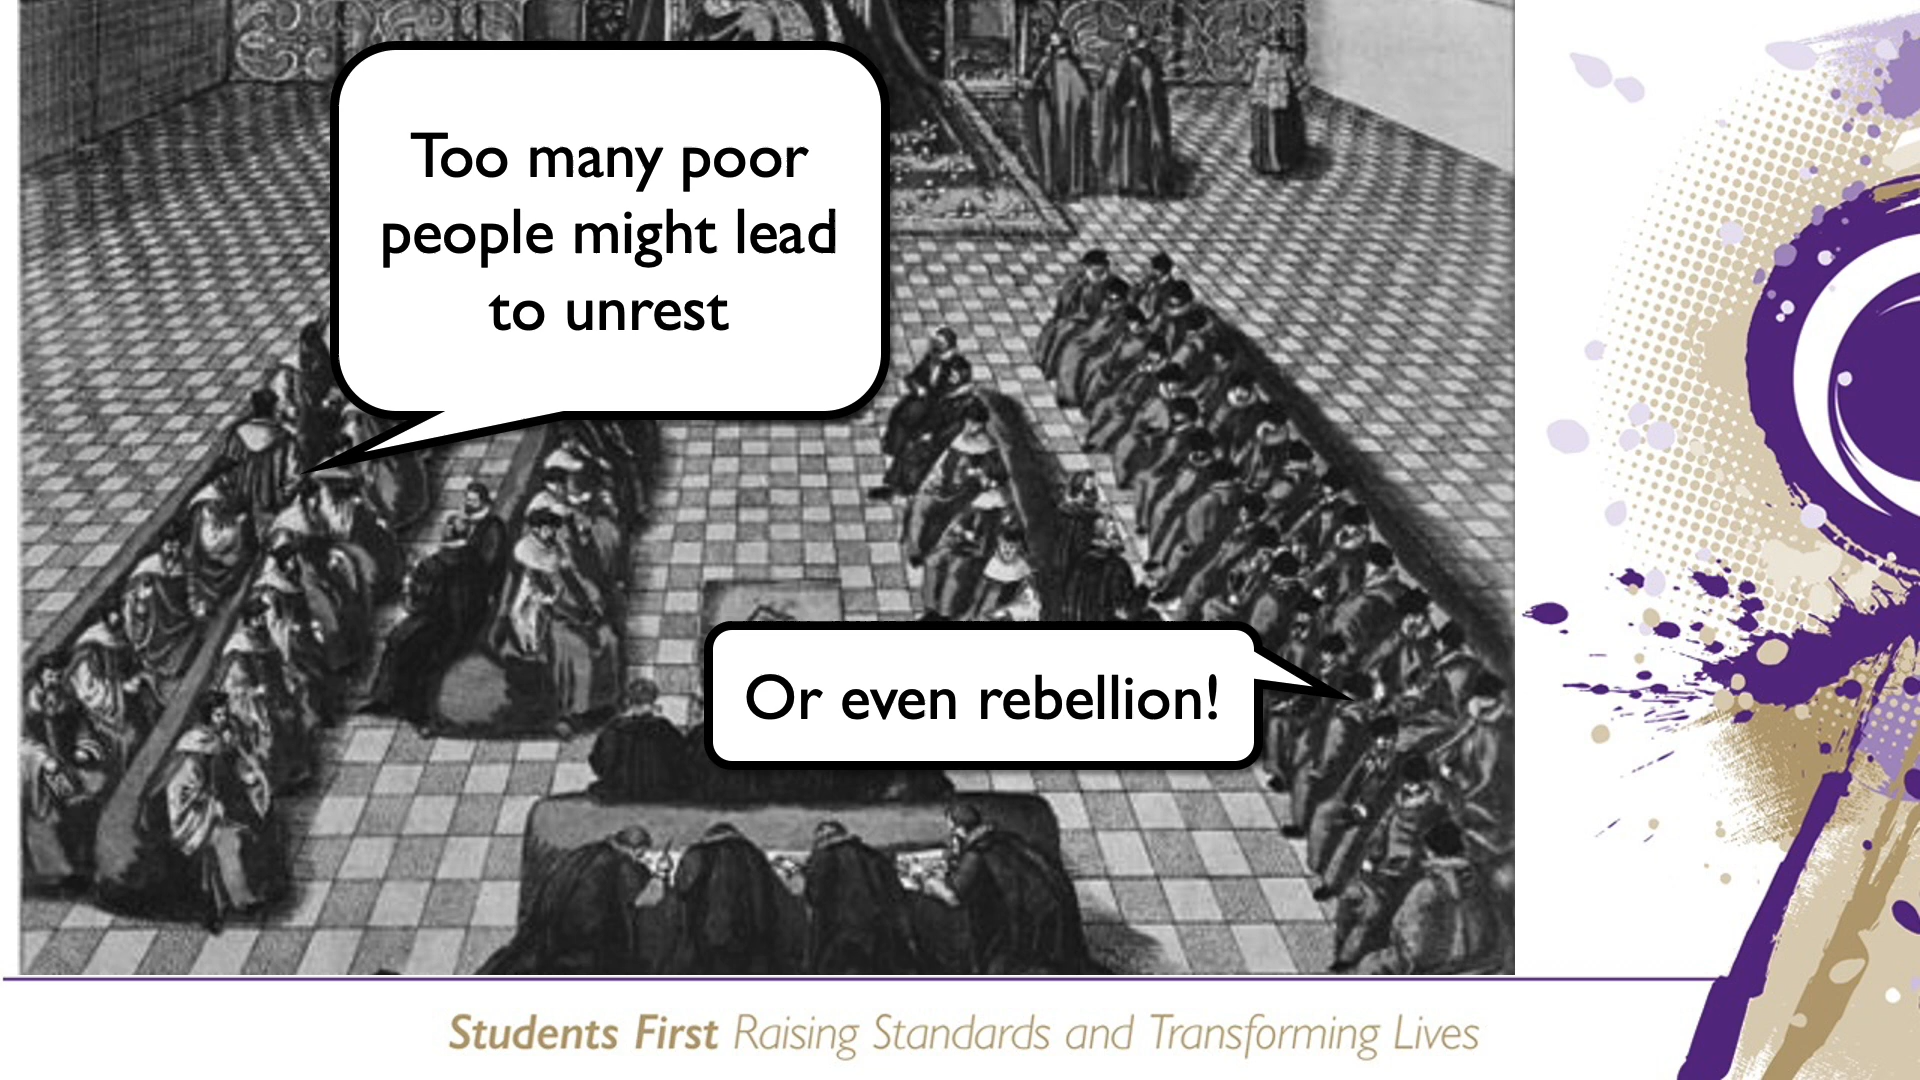 Too many poor
people might lead
to unrest
Or even rebellion!
Students First Raising Standards and Transforming Lives